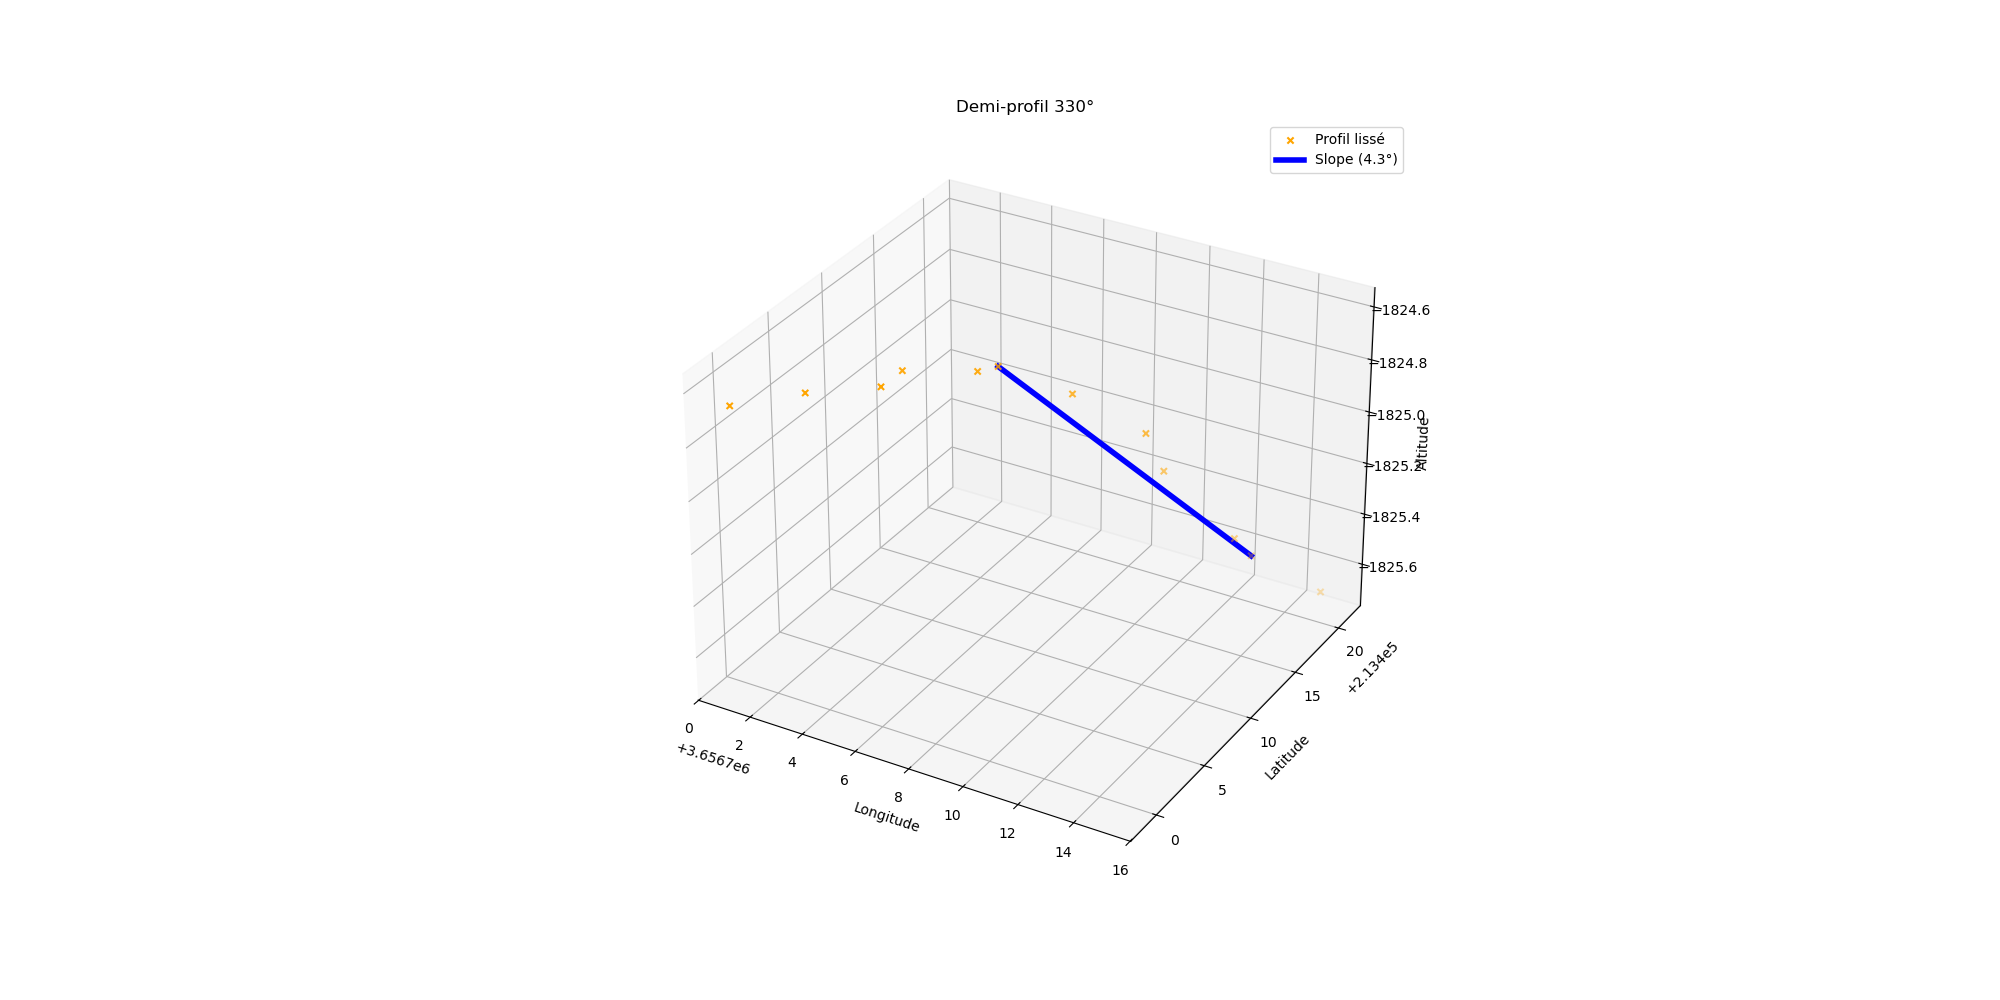 Demi-profil 330°
Profil lissé
Slope (4.3°)
−1824.6
−1824.8
−1825.0
−1825.2
−1825.4
−1825.6
Altitude
20
15
10
5
0
+2.134e5
Latitude
0
2
4
6
8
10
12
14
16
+3.6567e6
Longitude